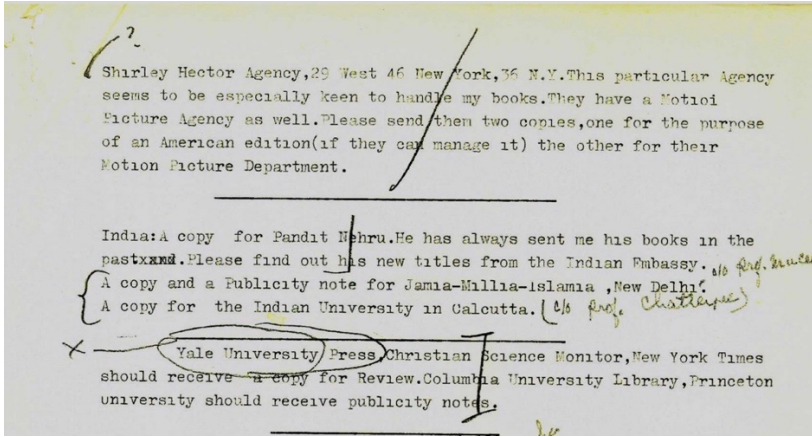 ?
Shirley Hector Agency,29 West 46 New York,36 N.Y.This particular Agency
seems to be especially keen to handle my books.They have a Motioi
Picture Agency as well.Please send them two copies,one for the purpose
of an American edition(if they can manage it) the other for their
Motion Picture Department.
India:A copy for Pandit Nehru.He has always sent me his books in the
pastxxnd.Please find out his new titles from the Indian Embassy.
c/o Prof.
A copy and a Publicity note for Jamia-Millia-islamia ,New Delhi.
A copy for the Indian University in Calcutta. (c/o Prof. Chatterjee)
X Yale University Press,Christian Science Monitor,New York Times
should receive a copy for Review.Columbia University Library,Princeton
university should receive publicity notes.